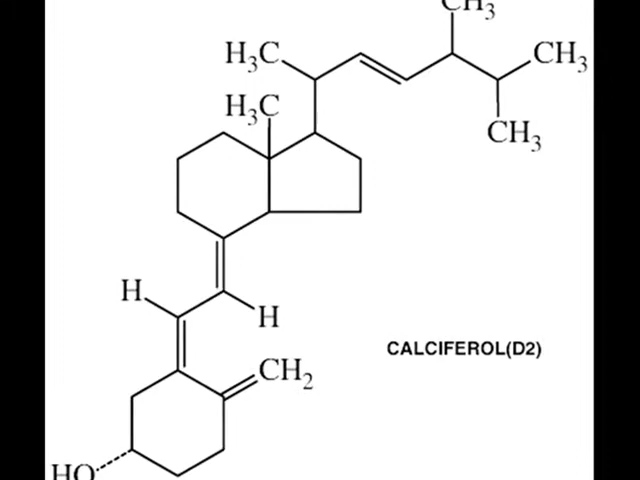 CH₃
H₃C
CH₃
H₃C
CH₃
H
H
CALCIFEROL(D2)
CH₂
HO